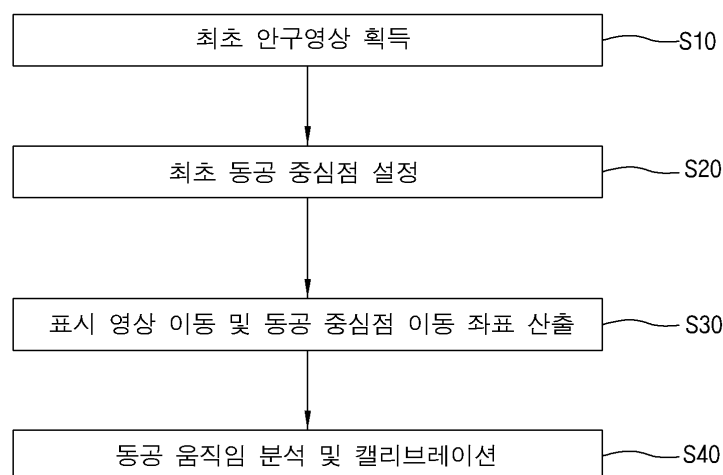 최초 안구영상 획득
S10
최초 동공 중심점 설정
S20
표시 영상 이동 및 동공 중심점 이동 좌표 산출
S30
동공 움직임 분석 및 캘리브레이션
S40